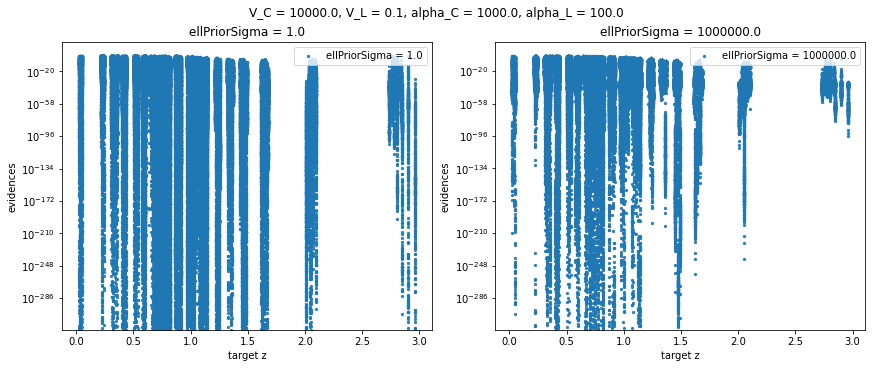 V_C = 10000.0, V_L = 0.1, alpha_C = 1000.0, alpha_L = 100.0
ellPriorSigma = 1.0
ellPriorSigma = 1.0
evidences
10^-20
10^-58
10^-96
10^-134
10^-172
10^-210
10^-248
10^-286
0.0 0.5 1.0 1.5 2.0 2.5 3.0
target z
ellPriorSigma = 1000000.0
ellPriorSigma = 1000000.0
evidences
10^-20
10^-58
10^-96
10^-134
10^-172
10^-210
10^-248
10^-286
0.0 0.5 1.0 1.5 2.0 2.5 3.0
target z